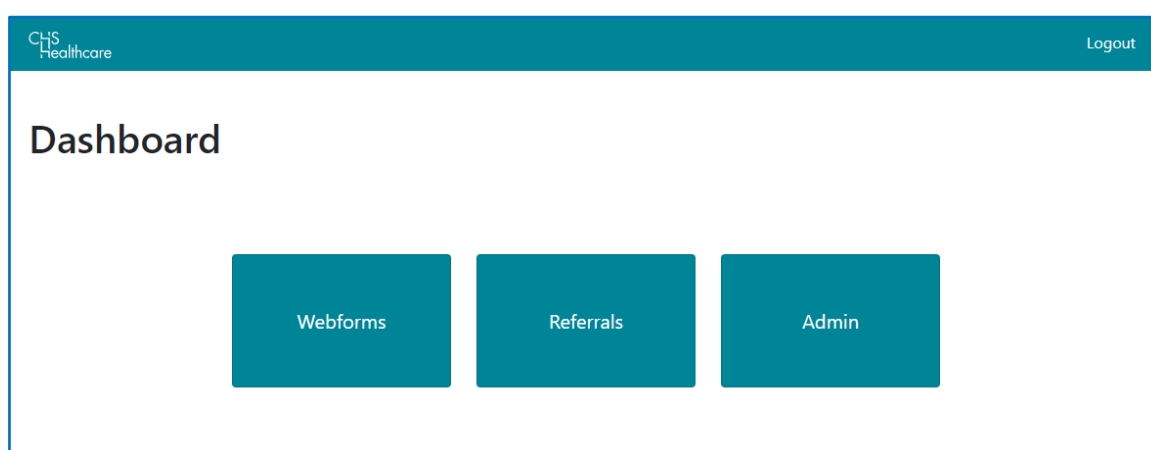 CHS
Healthcare
Logout
Dashboard
Webforms
Referrals
Admin